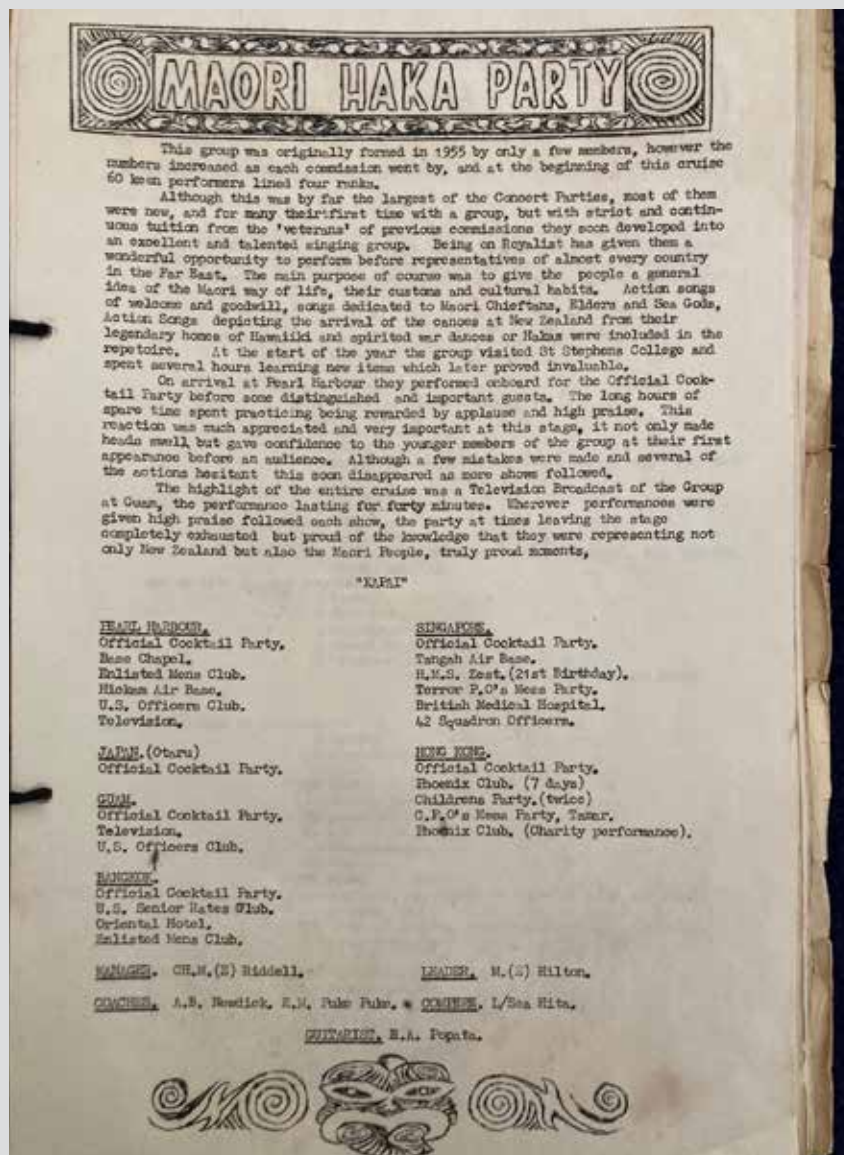 MAORI HAKA PARTY
This group was originally formed in 1955 by only a few members, however the
numbers increased as each commission went by, and at the beginning of this cruise
60 keen performers lined four ranks.
Although this was by far the largest of the Concert Parties, most of them
were new, and for many their first time with a group, but with strict and contin-
uous tuition from the 'veterans' of previous commissions they soon developed into
an excellent and talented singing group. Being on Royalist has given them a
wonderful opportunity to perform before representatives of almost every country
in the Far East. The main purpose of course was to give the people a general
idea of the Maori way of life, their customs and cultural habits. Action songs
of welcome and goodwill, songs dedicated to Maori Chieftans, Elders and Sea Gods,
Action Songs depicting the arrival of the canoes at New Zealand from their
legendary homes of Hawaiiki and spirited war dances or Hakas were included in the
repetoire. At the start of the year the group visited St Stephens College and
spent several hours learning new items which later proved invaluable.
On arrival at Pearl Harbour they performed onboard for the Official Cock-
tail Party before some distinguished and important guests. The long hours of
spare time spent practicing being rewarded by applause and high praise. This
reaction was much appreciated and very important at this stage, it not only made
heads swell but gave confidence to the younger members of the group at their first
appearance before an audience. Although a few mistakes were made and several of
the actions hesitant this soon disappeared as more shows followed.
The highlight of the entire cruise was a Television Broadcast of the Group
at Guam, the performance lasting for forty minutes. Wherever performances were
given high praise followed each show, the party at times leaving the stage
completely exhausted but proud of the knowledge that they were representing not
only New Zealand but also the Maori People, truly proud moments,
"KAPAI"
PEARL HARBOUR.
Official Cocktail Party.
Base Chapel.
Enlisted Mens Club.
Hickam Air Base.
U.S. Officers Club.
Television.
JAPAN.(Otaru)
Official Cocktail Party.
GUAM.
Official Cocktail Party.
Television.
U.S. Officers Club.
BANGKOK.
Official Cocktail Party.
U.S. Senior Rates Club.
Oriental Hotel.
Enlisted Mens Club.
SINGAPORE.
Official Cocktail Party.
Tangah Air Base.
H.M.S. Zest.(21st Birthday).
Terror P.O's Mess Party.
British Medical Hospital.
42 Squadron Officers.
HONG KONG.
Official Cocktail Party.
Phoenix Club. (7 days)
Childrens Party.(twice)
C.P.O's Mess Party, Tamar.
Phoenix Club. (Charity performance).
MANAGER. CH.M.(E) Riddell. LEADER. M.(E) Hilton.
COACHES. A.B. Newdick. E.M. Puke Puke. COMPERE. L/Sea Hita.
GUITARIST. Popata.